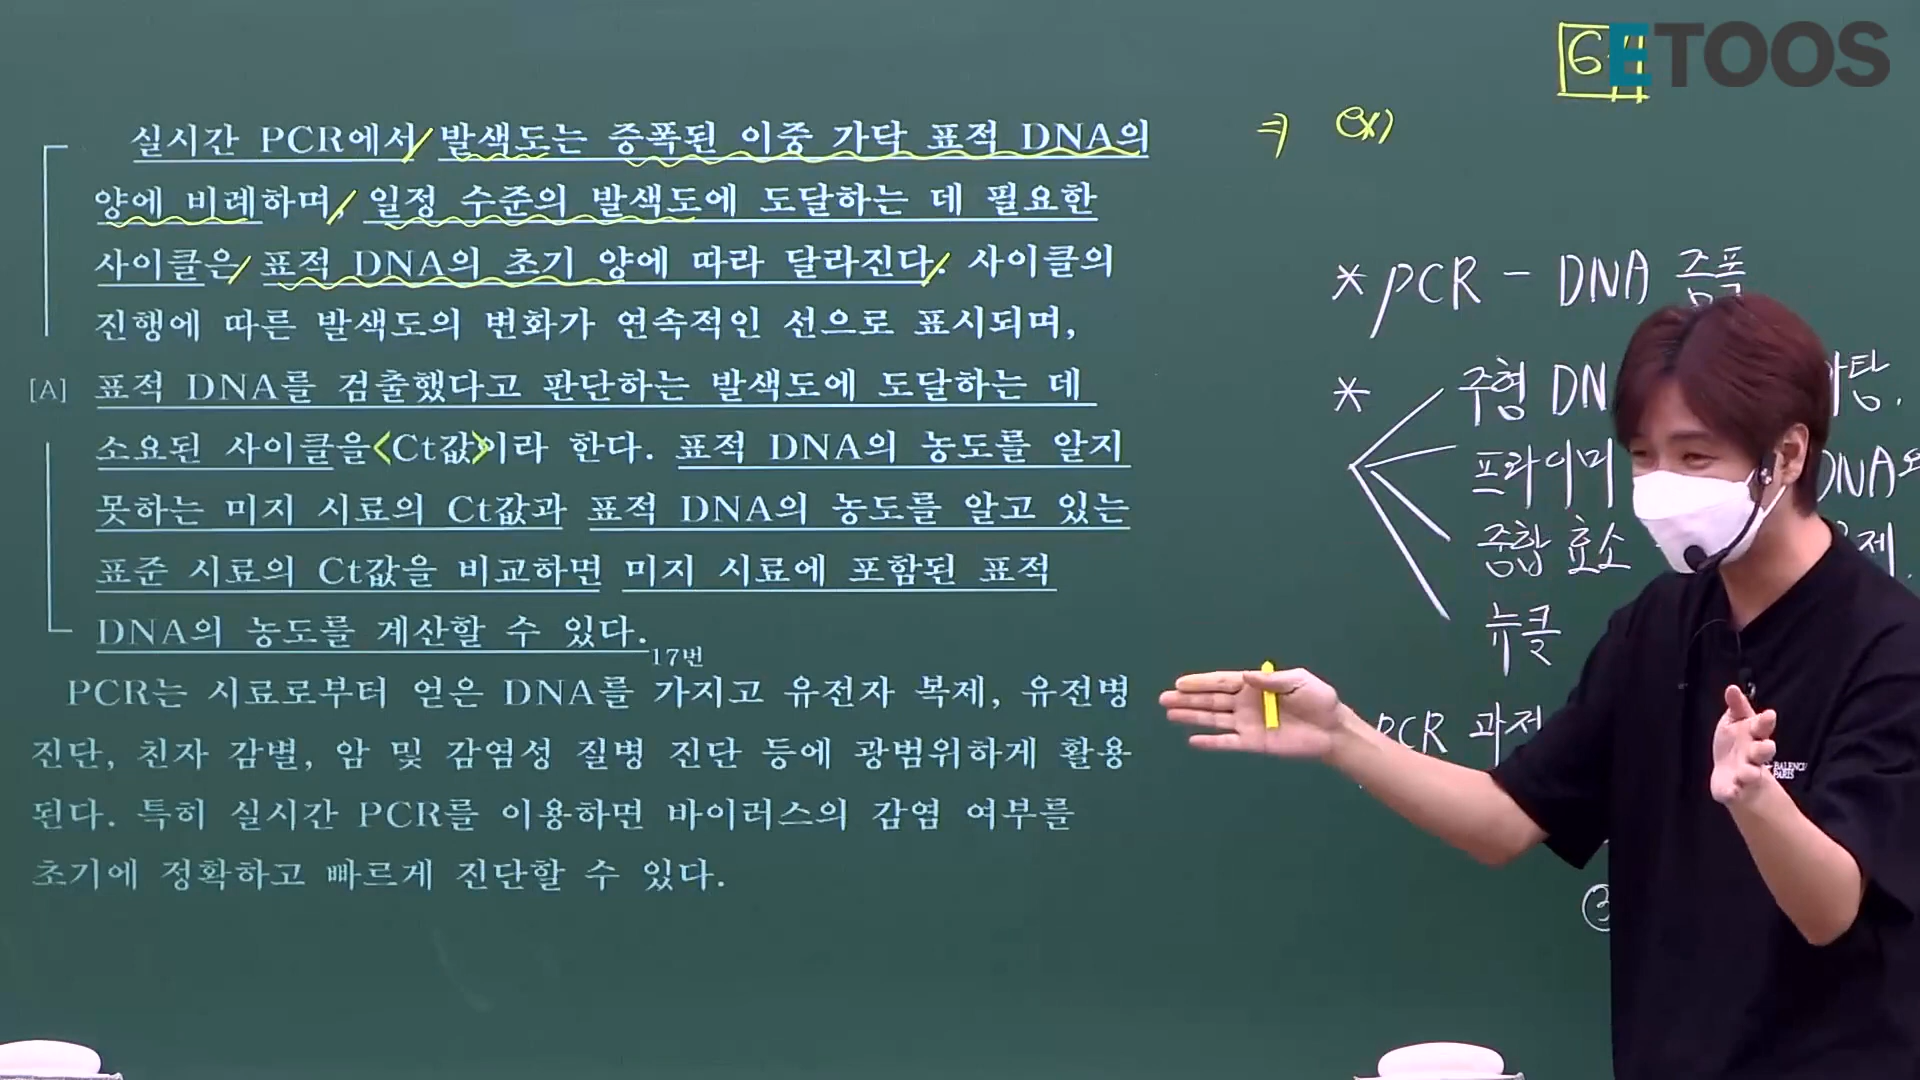 ETOOS
실시간 PCR에서 발색도는 증폭된 이중 가닥 표적 DNA의
양에 비례하며, 일정 수준의 발색도에 도달하는 데 필요한
사이클은 표적 DNA의 초기 양에 따라 달라진다. 사이클의
진행에 따른 발색도의 변화가 연속적인 선으로 표시되며,
[A] 표적 DNA를 검출했다고 판단하는 발색도에 도달하는 데
소요된 사이클을 <Ct값>이라 한다. 표적 DNA의 농도를 알지
못하는 미지 시료의 Ct값과 표적 DNA의 농도를 알고 있는
표준 시료의 Ct값을 비교하면 미지 시료에 포함된 표적
DNA의 농도를 계산할 수 있다.
17번
PCR는 시료로부터 얻은 DNA를 가지고 유전자 복제, 유전병
진단, 친자 감별, 암 및 감염성 질병 진단 등에 광범위하게 활용
된다. 특히 실시간 PCR를 이용하면 바이러스의 감염 여부를
초기에 정확하고 빠르게 진단할 수 있다.
⇒ ex)
* PCR - DNA 증폭
* 주형 DN 바탕.
프라이머 DNA와
중합 효소 제.
뉴클
PCR 과정
③
BALENCI
PARIS